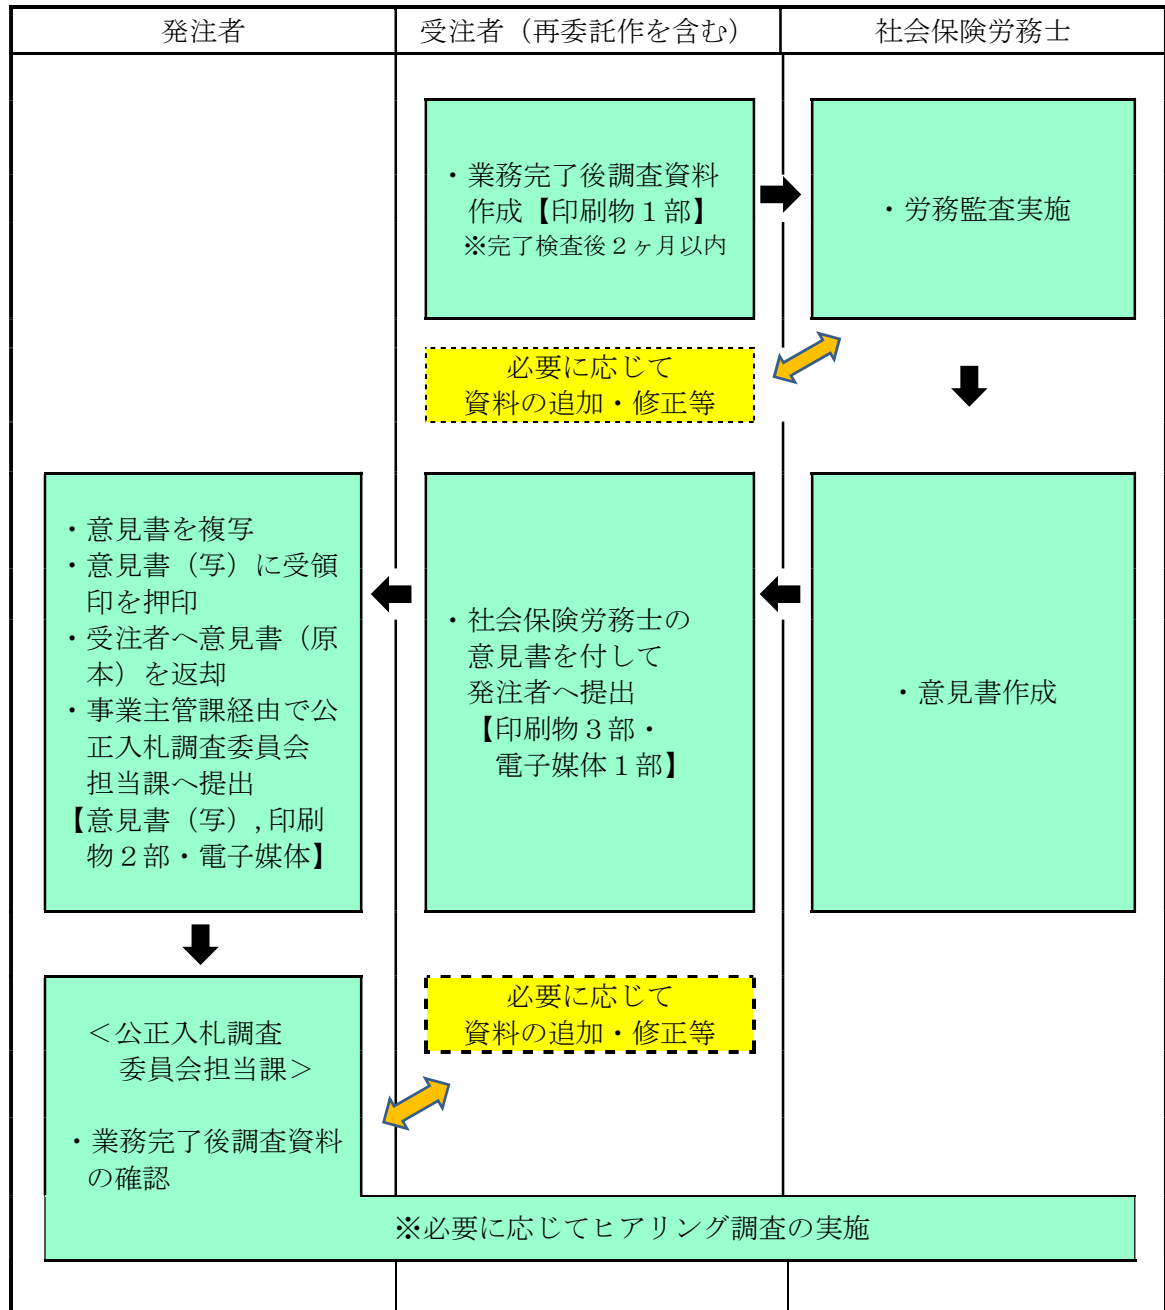 発注者
受注者（再委託作を含む）
社会保険労務士
・業務完了後調査資料
作成【印刷物１部】
※完了検査後２ヶ月以内
・労務監査実施
必要に応じて
資料の追加・修正等
・意見書を複写
・意見書（写）に受領
印を押印
・受注者へ意見書（原
本）を返却
・事業主管課経由で公
正入札調査委員会
担当課へ提出
【意見書（写）,印刷
物２部・電子媒体】
・社会保険労務士の
意見書を付して
発注者へ提出
【印刷物３部・
電子媒体１部】
・意見書作成
＜公正入札調査
委員会担当課＞
・業務完了後調査資料
の確認
必要に応じて
資料の追加・修正等
※必要に応じてヒアリング調査の実施